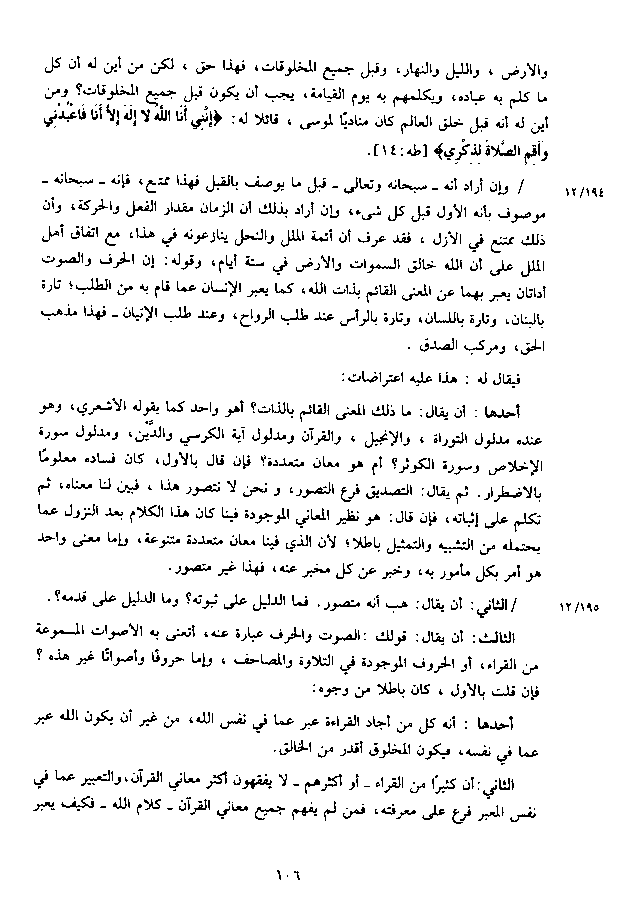 والأرض ، والليل والنهار، وقبل جميع المخلوقات، فهذا حق ، لكن من أين له أن كل
ما كلم به عباده، ويكلمهم به يوم القيامة، يجب أن يكون قبل جميع المخلوقات؟ ومن
أين له أنه قبل خلق العالم كان مناديًا لموسى ، قائلا له: ﴿إِنَّنِي أَنَا اللَّهُ لا إِلَهَ إِلاَّ أَنَا فَاعْبُدْنِي
وَأَقِمِ الصَّلاةَ لِذِكْرِي﴾ [طه:١٤].
١٢/١٩٤ / وإن أراد أنه ـ سبحانه وتعالى ـ قبل ما يوصف بالقبل فهذا ممتنع ، فإنه ـ سبحانه ـ
موصوف بأنه الأول قبل كل شىء، وإن أراد بذلك أن الزمان مقدار الفعل والحركة، وأن
ذلك ممتنع في الأزل ، فقد عرف أن أئمة الملل والنحل ينازعونه في هذا، مع اتفاق أهل
الملل على أن الله خالق السموات والأرض في ستة أيام، وقوله: إن الحرف والصوت
أداتان يعبر بهما عن المعنى القائم بذات الله، كما يعبر الإنسان عما قام به من الطلب؛ تارة
بالبنان، وتارة باللسان، وتارة بالرأس عند طلب الرواح، وعند طلب الإتيان ـ فهذا مذهب
الحق، ومركب الصدق .
فيقال له : هذا عليه اعتراضات:
أحدها : أن يقال: ما ذلك المعنى القائم بالذات؟ أهو واحد كما يقوله الأشعري، وهو
عنده مدلول التوراة ، والإنجيل ، والقرآن ومدلول آية الكرسي والدَّيْن، ومدلول سورة
الإخلاص وسورة الكوثر؟ أم هو معان متعددة؟ فإن قال بالأول، كان فساده معلومًا
بالاضطرار. ثم يقال: التصديق فرع التصور، و نحن لا نتصور هذا ، فبين لنا معناه، ثم
تكلم على إثباته، فإن قال: هو نظير المعاني الموجودة فينا كان هذا الكلام بعد النزول عما
يحتمله من التشبيه والتمثيل باطلا؛ لأن الذي فينا معان متعددة متنوعة، وإما معنى واحد
هو أمر بكل مأمور به، وخبر عن كل مخبر عنه، فهذا غير متصور.
١٢/١٩٥ / الثاني: أن يقال: هب أنه متصور. فما الدليل على ثبوته؟ وما الدليل على قدمه؟.
الثالث: أن يقال: قولك :الصوت والحرف عبارة عنه، أتعنى به الأصوات المسموعة
من القراء، أو الحروف الموجودة في التلاوة والمصاحف ، وإما حروفًا وأصواتًا غير هذه ؟
فإن قلت بالأول ، كان باطلا من وجوه:
أحدها : أنه كل من أجاد القراءة عبر عما في نفس الله، من غير أن يكون الله عبر
عما في نفسه، فيكون المخلوق أقدر من الخالق.
الثاني:أن كثيرًا من القراء ـ أو أكثرهم ـ لا يفقهون أكثر معاني القرآن،والتعبير عما في
نفس المعبر فرع على معرفته، فمن لم يفهم جميع معاني القرآن ـ كلام الله ـ فكيف يعبر
١٠٦